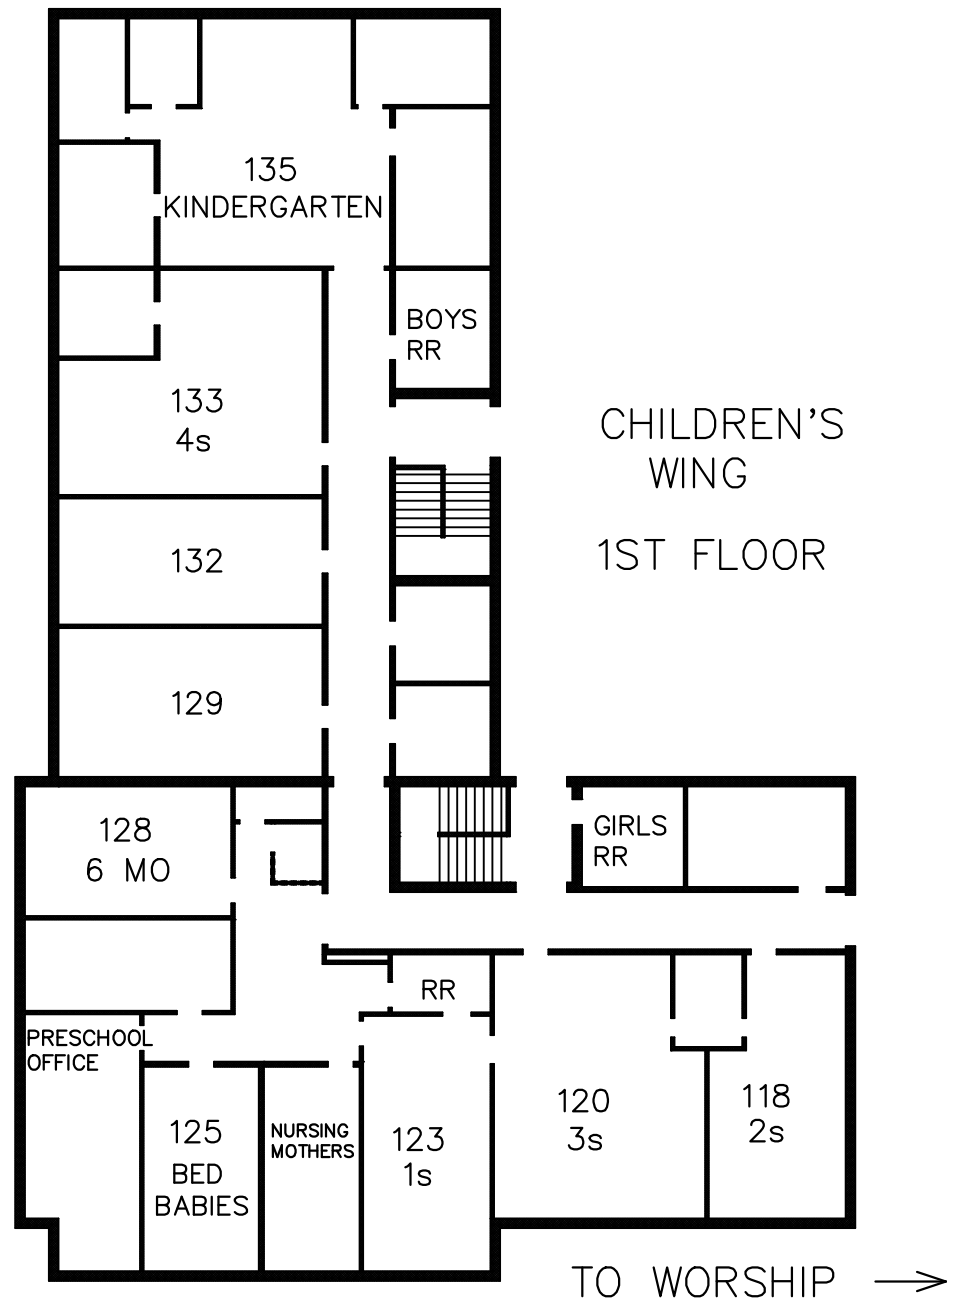 135
KINDERGARTEN
BOYS
RR
133
4s
CHILDREN'S
WING
1ST FLOOR
132
129
128
6 MO
GIRLS
RR
RR
PRESCHOOL
OFFICE
125
BED
BABIES
NURSING
MOTHERS
123
1s
120
3s
118
2s
TO WORSHIP